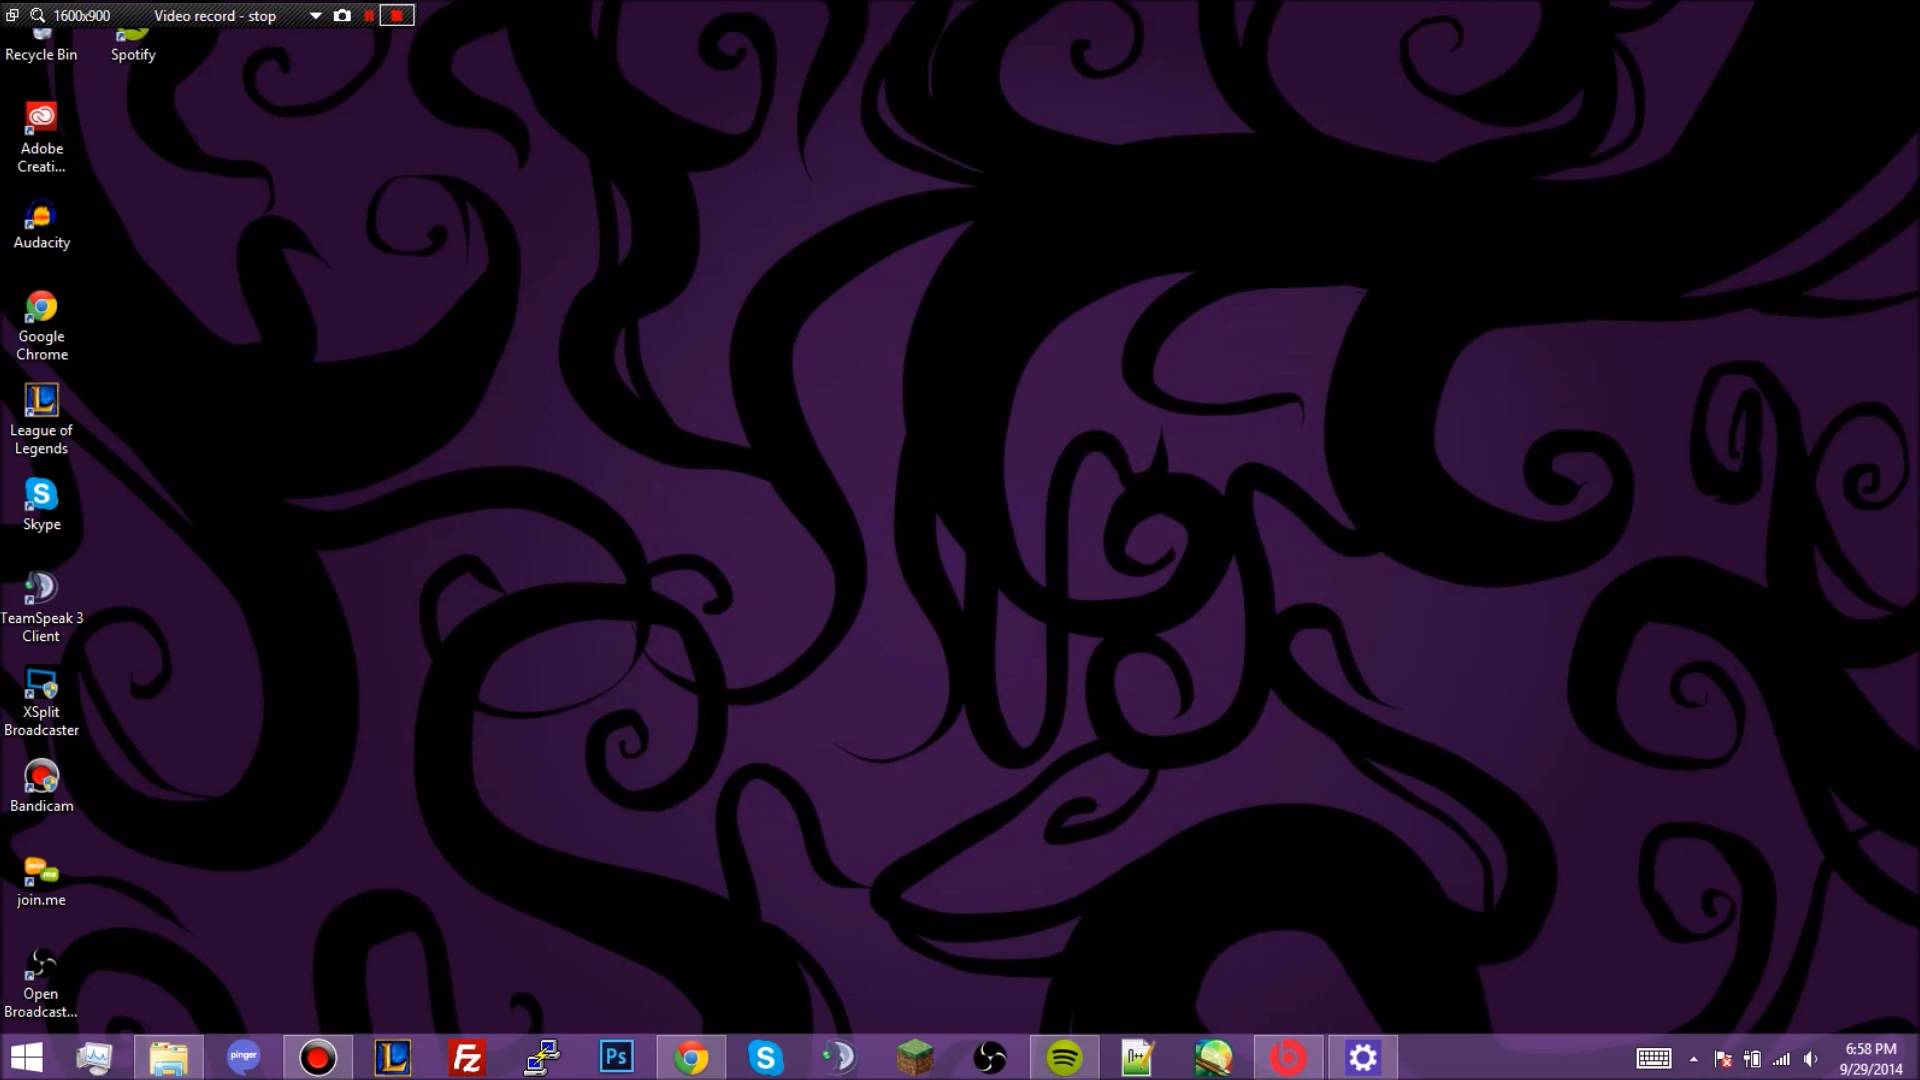 1600x900 Video record - stop
Recycle Bin
Spotify
Adobe
Creati...
Audacity
Google
Chrome
League of
Legends
Skype
TeamSpeak 3
Client
XSplit
Broadcaster
Bandicam
join.me
Open
Broadcast...
pinger
Ps
6:58 PM
9/29/2014